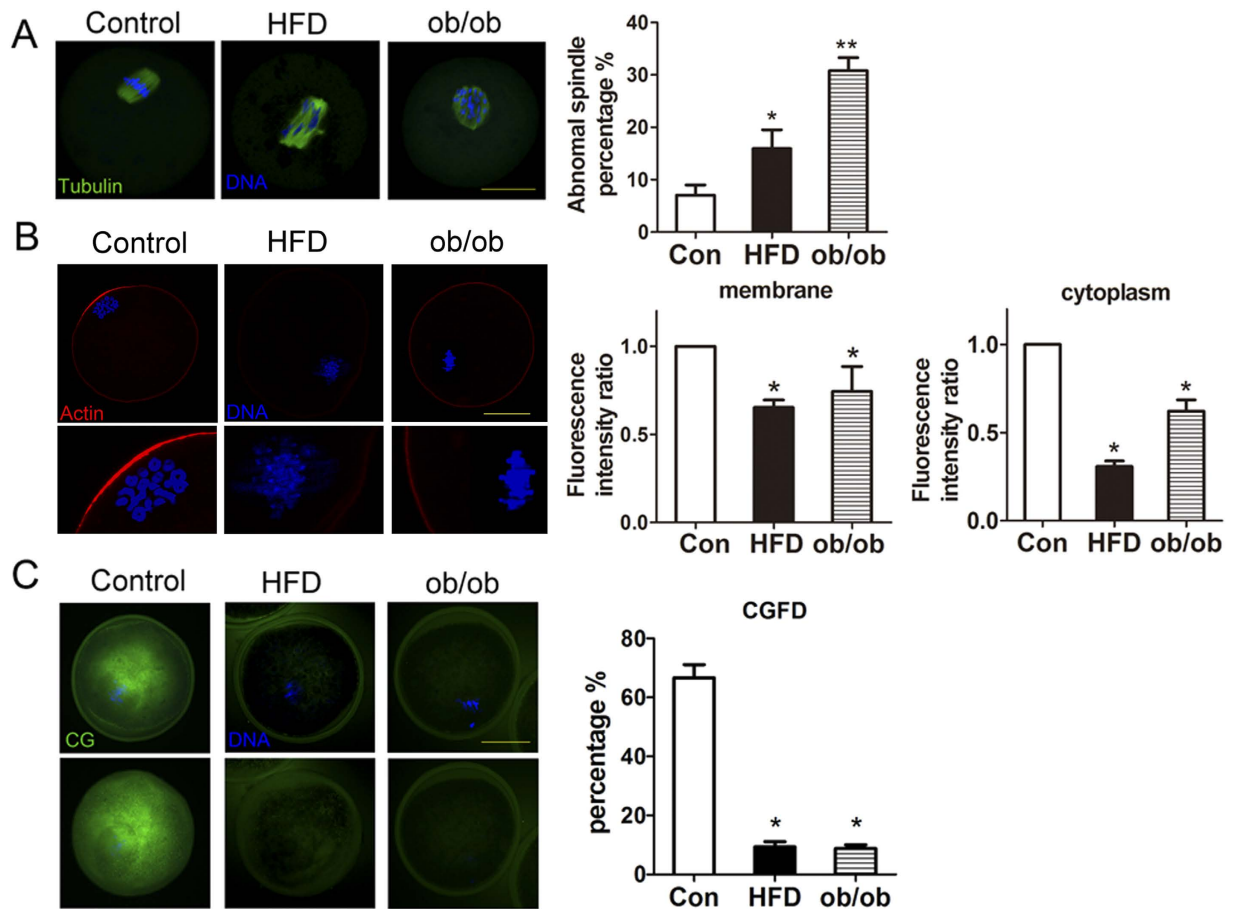 A
Control HFD ob/ob
Tubulin DNA
Abnomal spindle
percentage %
40
30
20
10
0
* **
Con HFD ob/ob
B
Control HFD ob/ob
Actin DNA
membrane
Fluorescence
intensity ratio
1.0
0.5
0.0
* *
Con HFD ob/ob
cytoplasm
Fluorescence
intensity ratio
1.0
0.5
0.0
* *
Con HFD ob/ob
C
Control HFD ob/ob
CG DNA
CGFD
percentage %
80
60
40
20
0
* *
Con HFD ob/ob